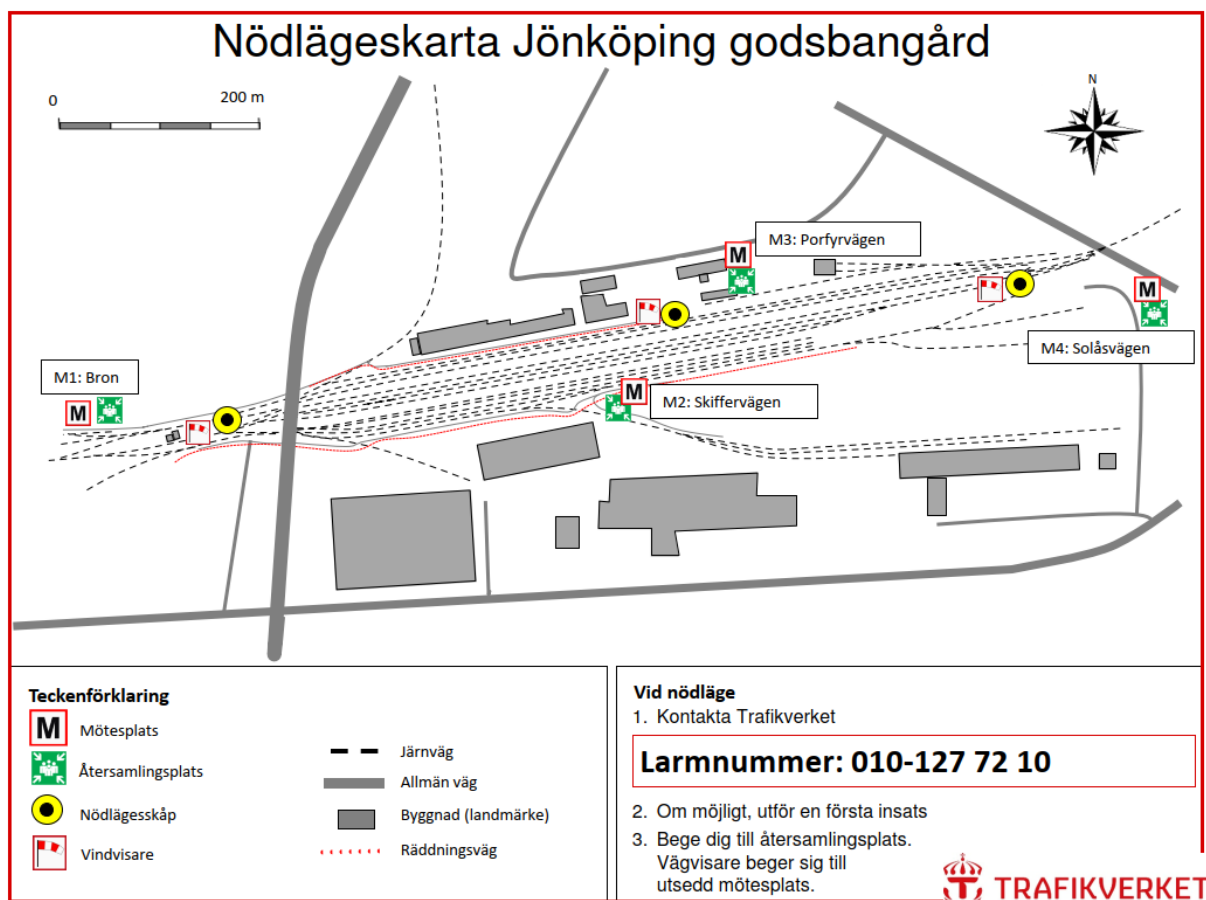 Nödlägeskarta Jönköping godsbangård
0 200 m
N
M3: Porfyrvägen
M
M
M4: Solåsvägen
M1: Bron
M
M
M2: Skiffervägen
Teckenförklaring
M Mötesplats
Återsamlingsplats
Nödlägesskåp
Vindvisare
Järnväg
Allmän väg
Byggnad (landmärke)
Räddningsväg
Vid nödläge
1. Kontakta Trafikverket
Larmnummer: 010-127 72 10
2. Om möjligt, utför en första insats
3. Bege dig till återsamlingsplats.
Vägvisare beger sig till
utsedd mötesplats.
TRAFIKVERKET